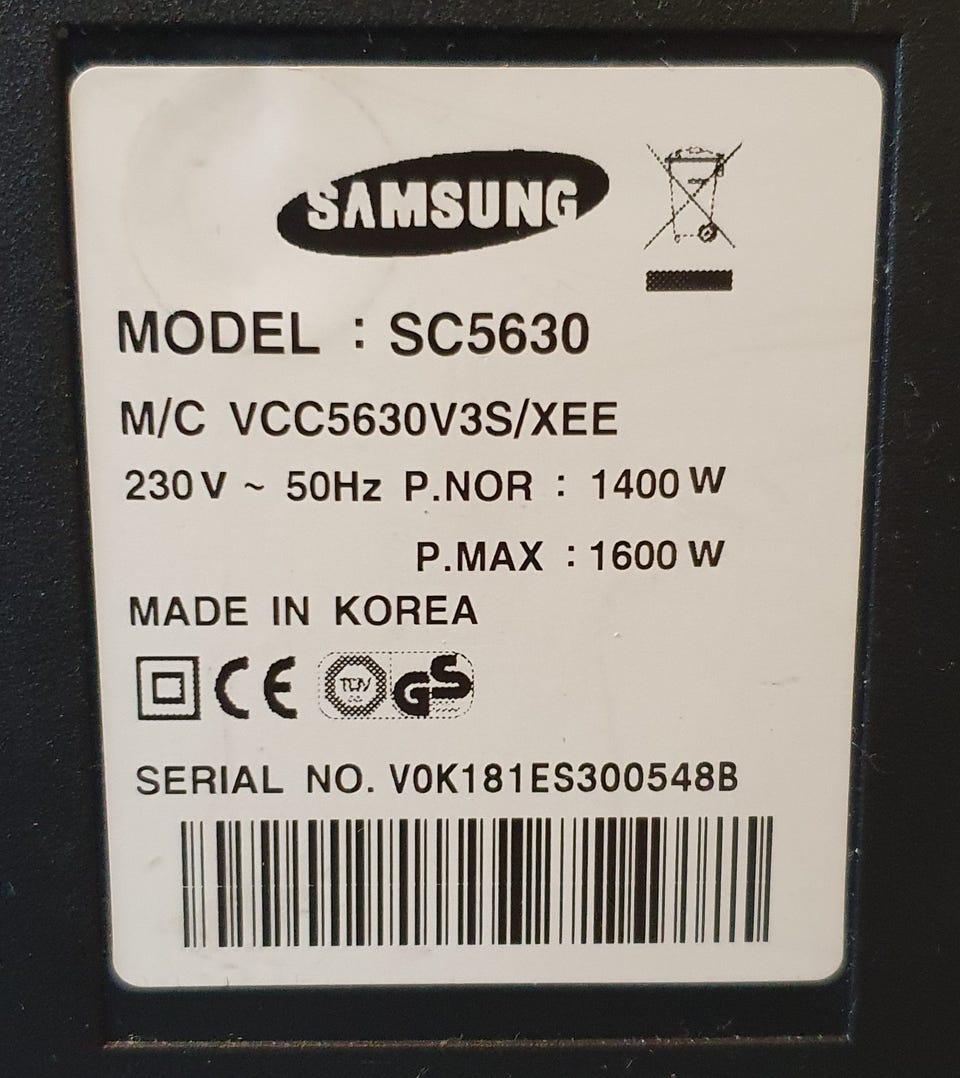 SAMSUNG
MODEL : SC5630
M/C VCC5630V3S/XEE
230V ~ 50Hz P.NOR : 1400 W
P.MAX : 1600 W
MADE IN KOREA
CE TÜV GS
SERIAL NO. V0K181ES300548B